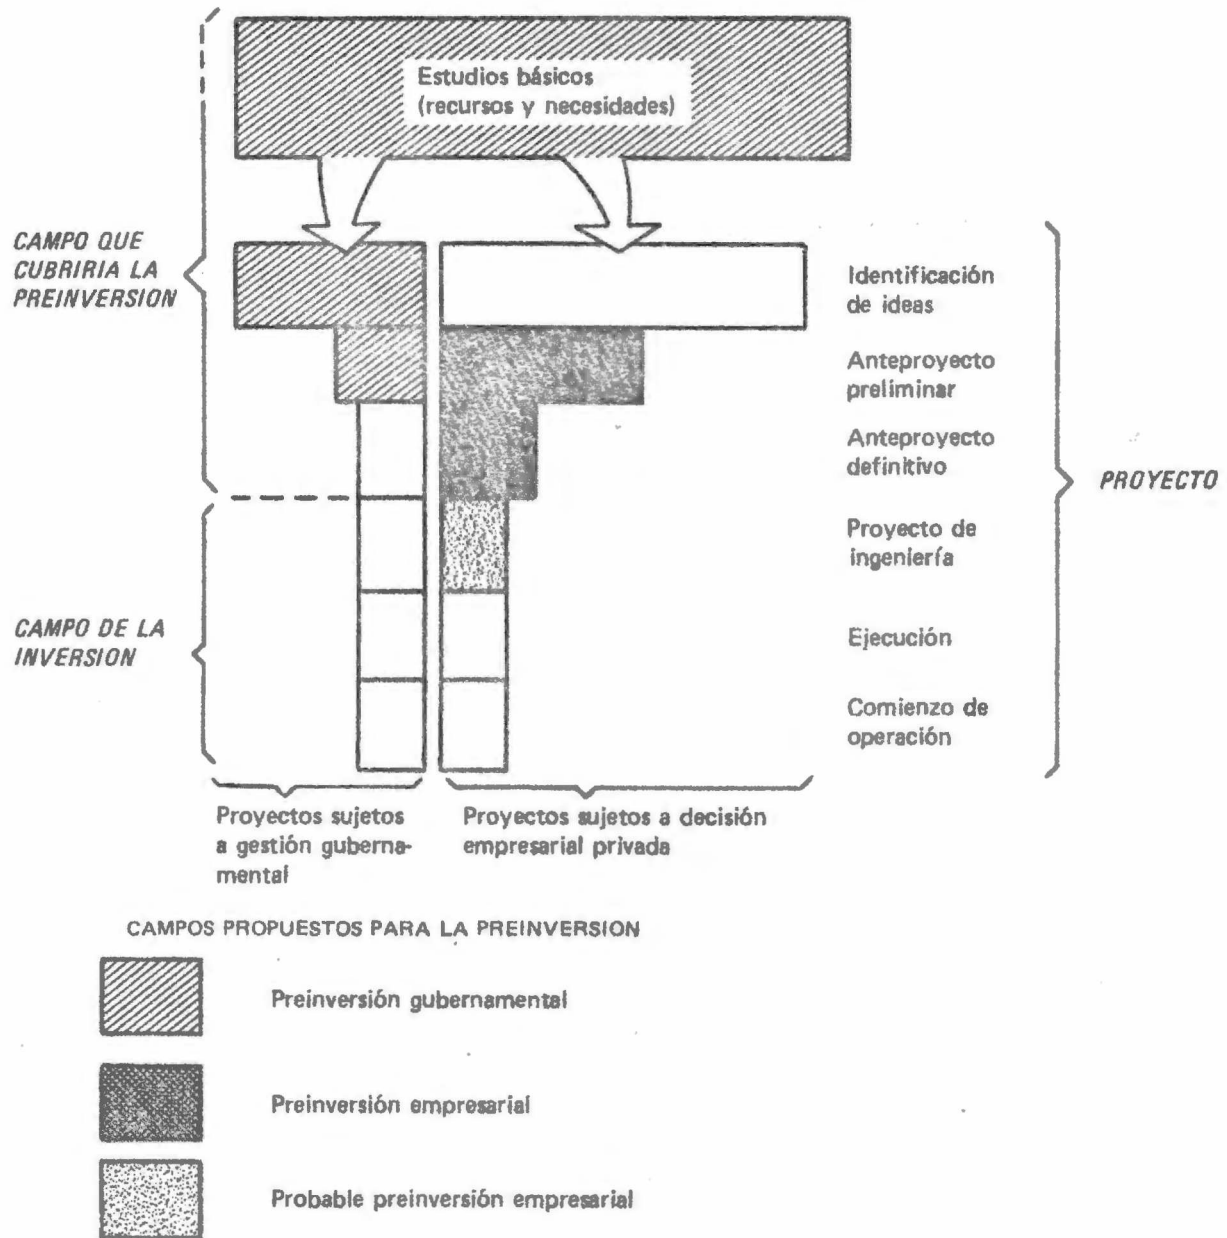 Estudios básicos
(recursos y necesidades)
CAMPO QUE
CUBRIRIA LA
PREINVERSION
Identificación
de ideas
Anteproyecto
preliminar
Anteproyecto
definitivo
PROYECTO
Proyecto de
ingeniería
CAMPO DE LA
INVERSION
Ejecución
Comienzo de
operación
Proyectos sujetos
a gestión guberna-
mental
Proyectos sujetos a decisión
empresarial privada
CAMPOS PROPUESTOS PARA LA PREINVERSION
Preinversión gubernamental
Preinversión empresarial
Probable preinversión empresarial